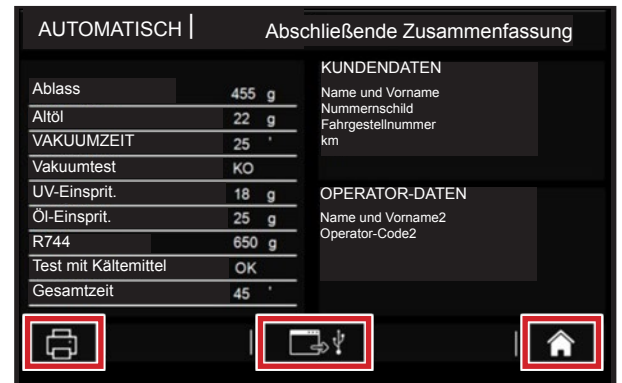 AUTOMATISCH
Abschließende Zusammenfassung
Ablass 455 g
Altöl 22 g
VAKUUMZEIT 25 '
Vakuumtest KO
UV-Einsprit. 18 g
Öl-Einsprit. 25 g
R744 650 g
Test mit Kältemittel OK
Gesamtzeit 45 '
KUNDENDATEN
Name und Vorname
Nummernschild
Fahrgestellnummer
km
OPERATOR-DATEN
Name und Vorname2
Operator-Code2